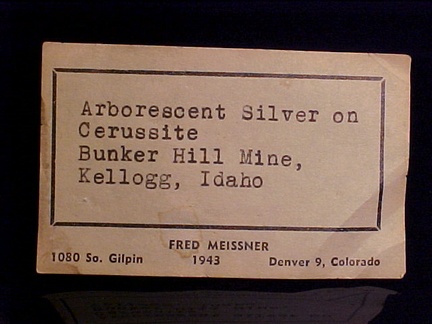 Arborescent Silver on
Cerussite
Bunker Hill Mine,
Kellogg, Idaho
FRED MEISSNER
1080 So. Gilpin 1943 Denver 9, Colorado